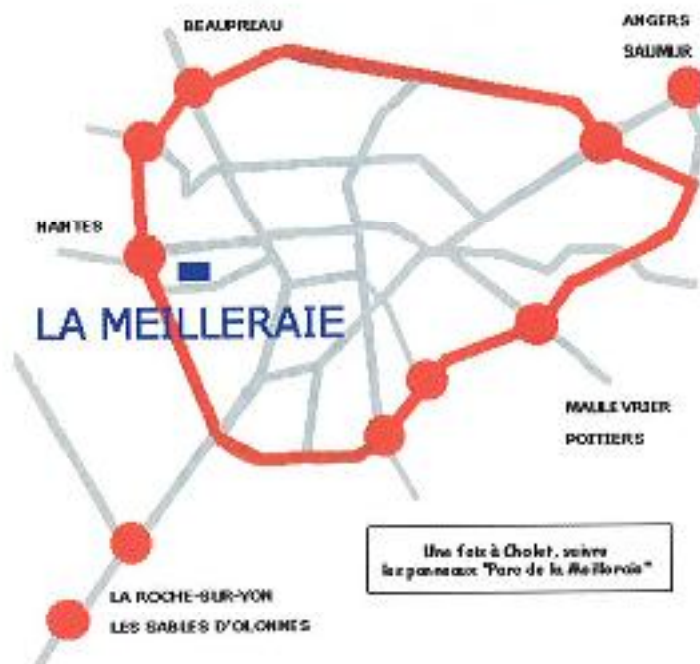 BEAUPREAU
ANGERS
SAUMUR
NANTES
LA MEILLERAIE
MAULEVRIER
POITIERS
Une fois à Cholet, suivre
les panneaux "Parc de la Meilleraie"
LA ROCHE-SUR-YON
LES SABLES D'OLONNES